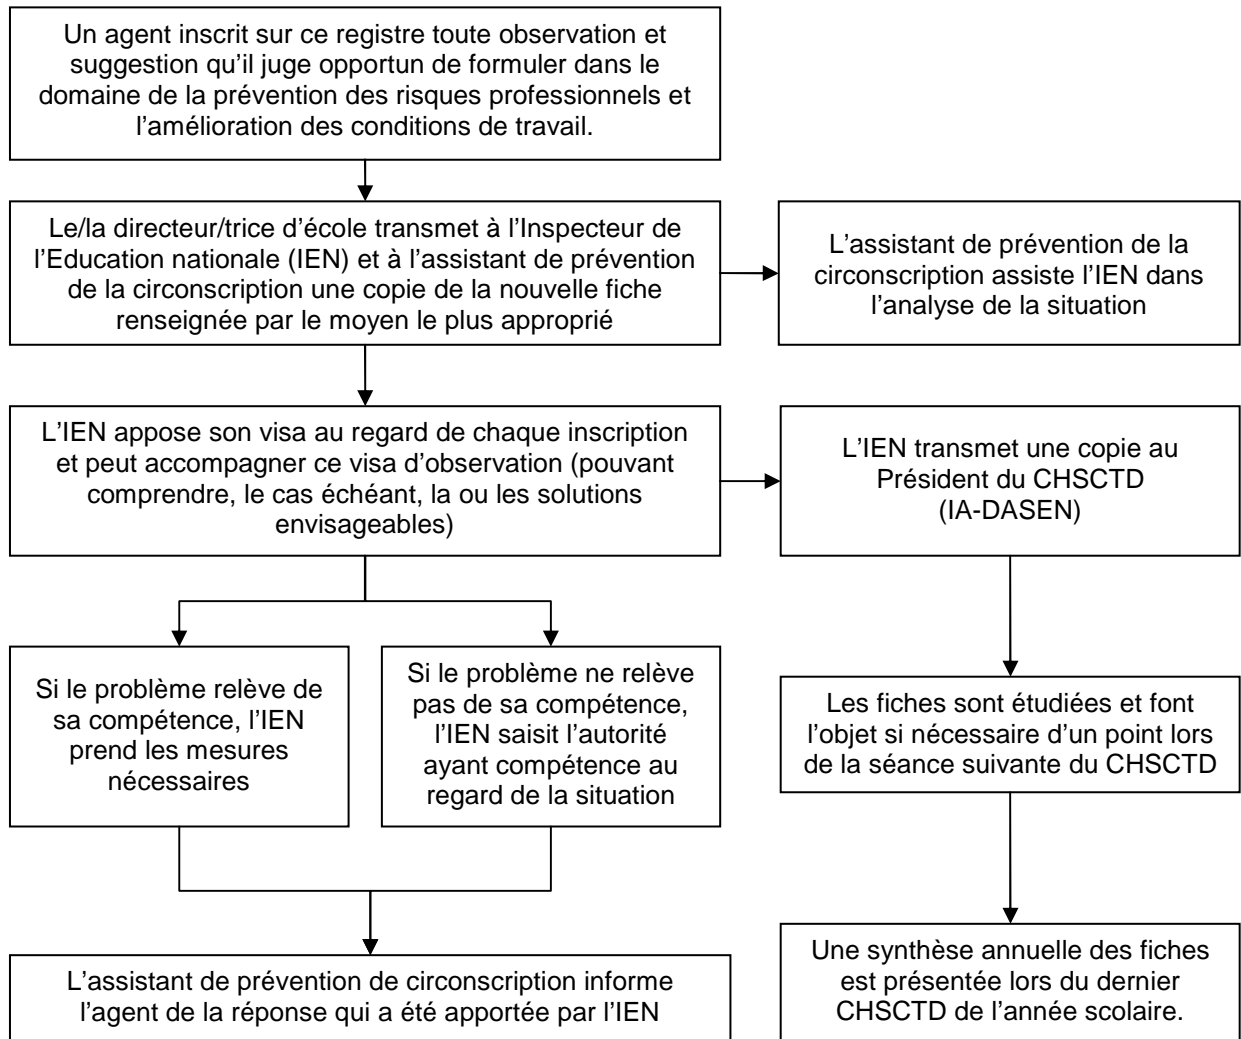 Un agent inscrit sur ce registre toute observation et
suggestion qu’il juge opportun de formuler dans le
domaine de la prévention des risques professionnels et
l’amélioration des conditions de travail.
Le/la directeur/trice d’école transmet à l’Inspecteur de
l’Education nationale (IEN) et à l’assistant de prévention
de la circonscription une copie de la nouvelle fiche
renseignée par le moyen le plus approprié
L’assistant de prévention de la
circonscription assiste l’IEN dans
l’analyse de la situation
L’IEN appose son visa au regard de chaque inscription
et peut accompagner ce visa d’observation (pouvant
comprendre, le cas échéant, la ou les solutions
envisageables)
L’IEN transmet une copie au
Président du CHSCTD
(IA-DASEN)
Si le problème relève de
sa compétence, l’IEN
prend les mesures
nécessaires
Si le problème ne relève
pas de sa compétence,
l’IEN saisit l’autorité
ayant compétence au
regard de la situation
Les fiches sont étudiées et font
l’objet si nécessaire d’un point lors
de la séance suivante du CHSCTD
L’assistant de prévention de circonscription informe
l’agent de la réponse qui a été apportée par l’IEN
Une synthèse annuelle des fiches
est présentée lors du dernier
CHSCTD de l’année scolaire.